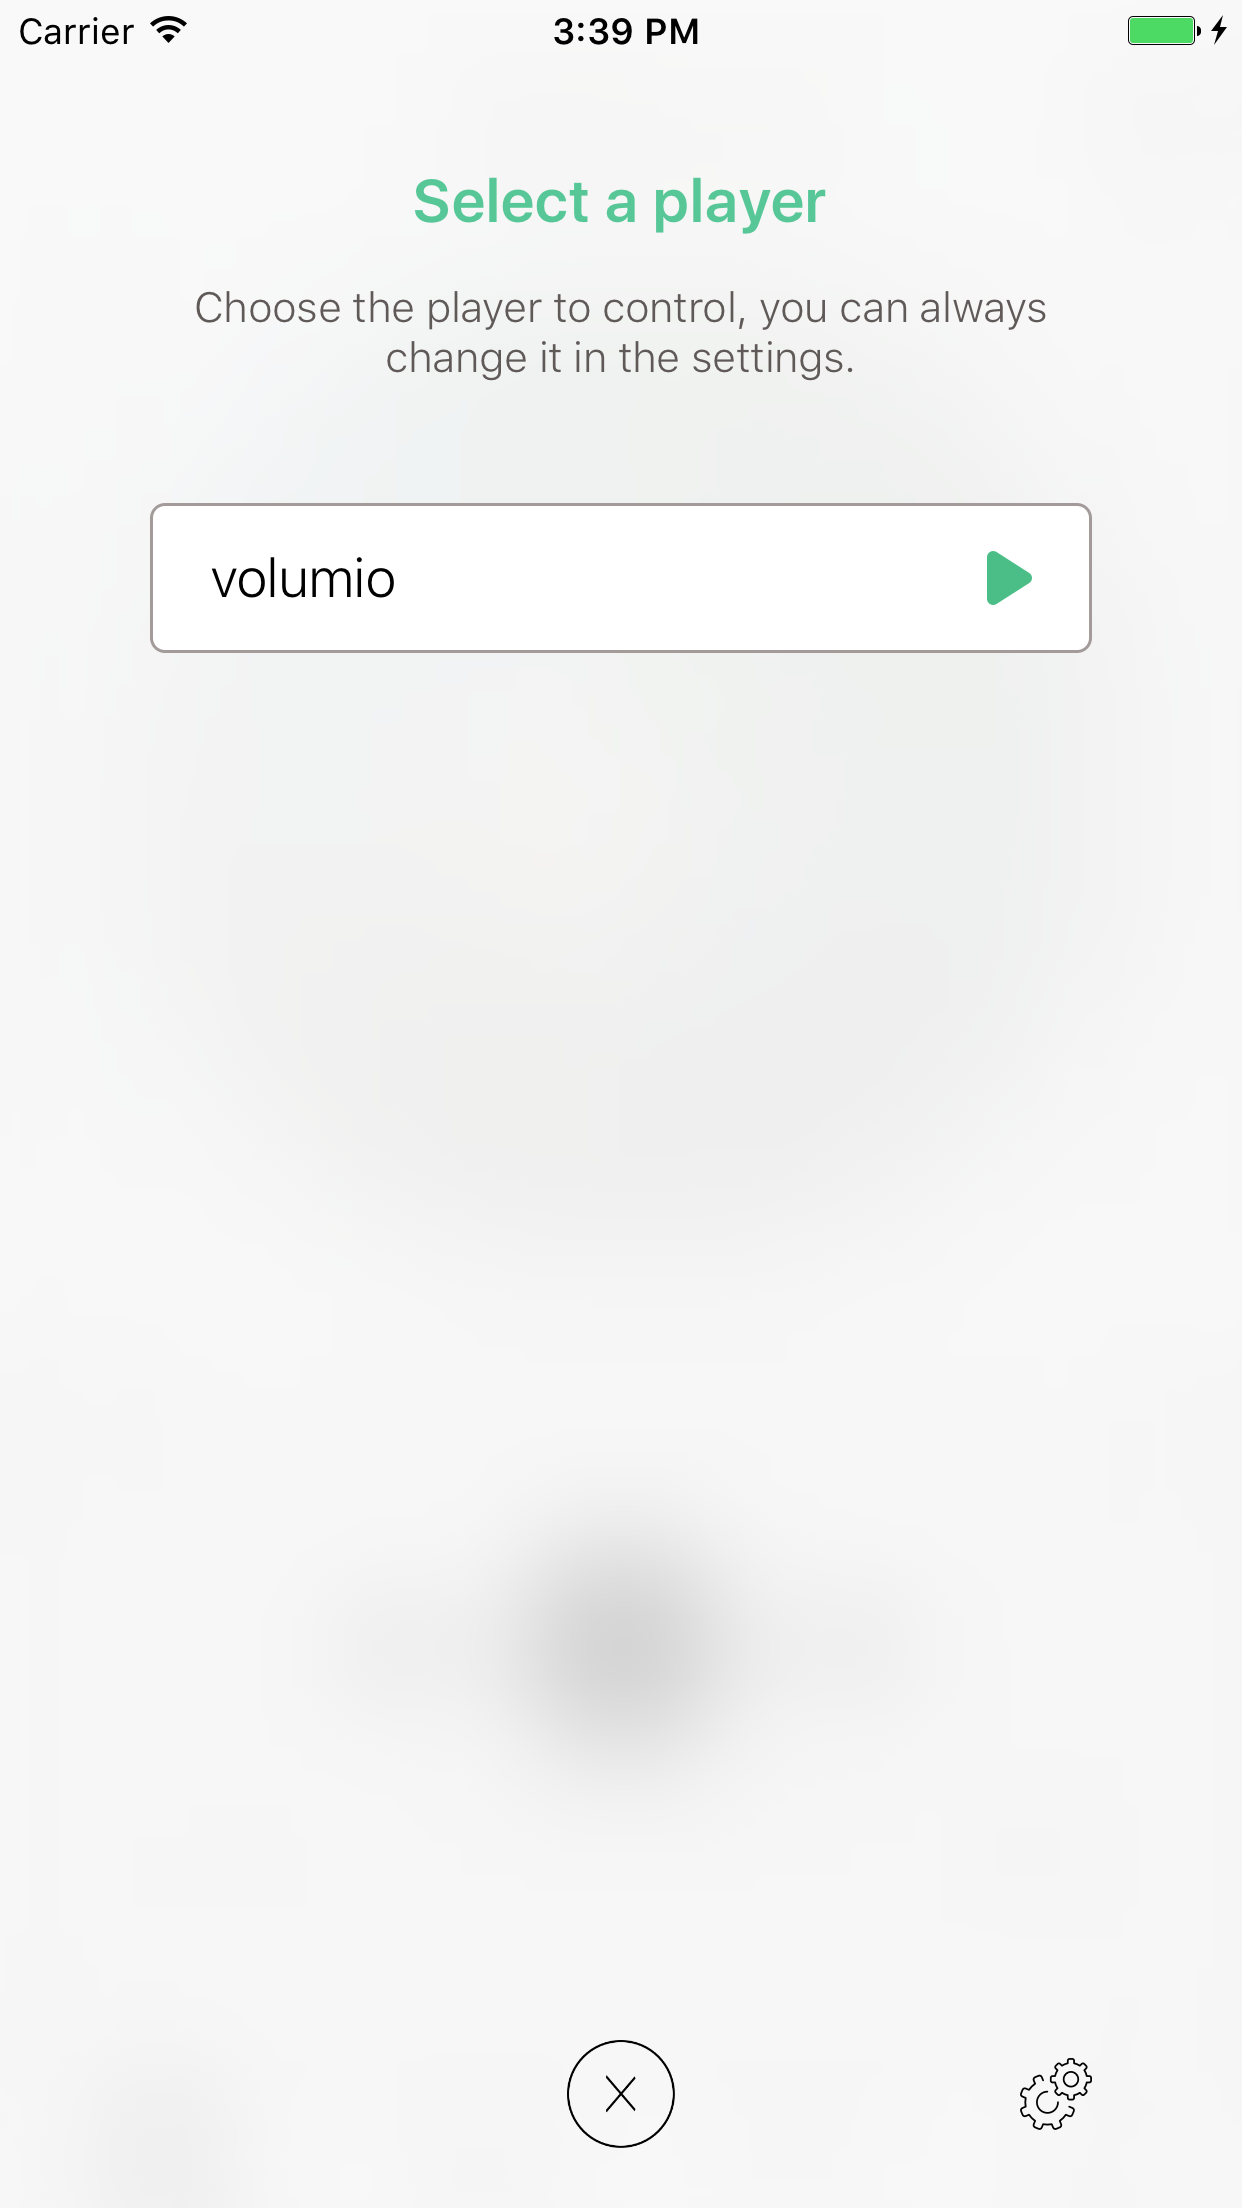 Carrier 3:39 PM
Select a player
Choose the player to control, you can always
change it in the settings.
volumio